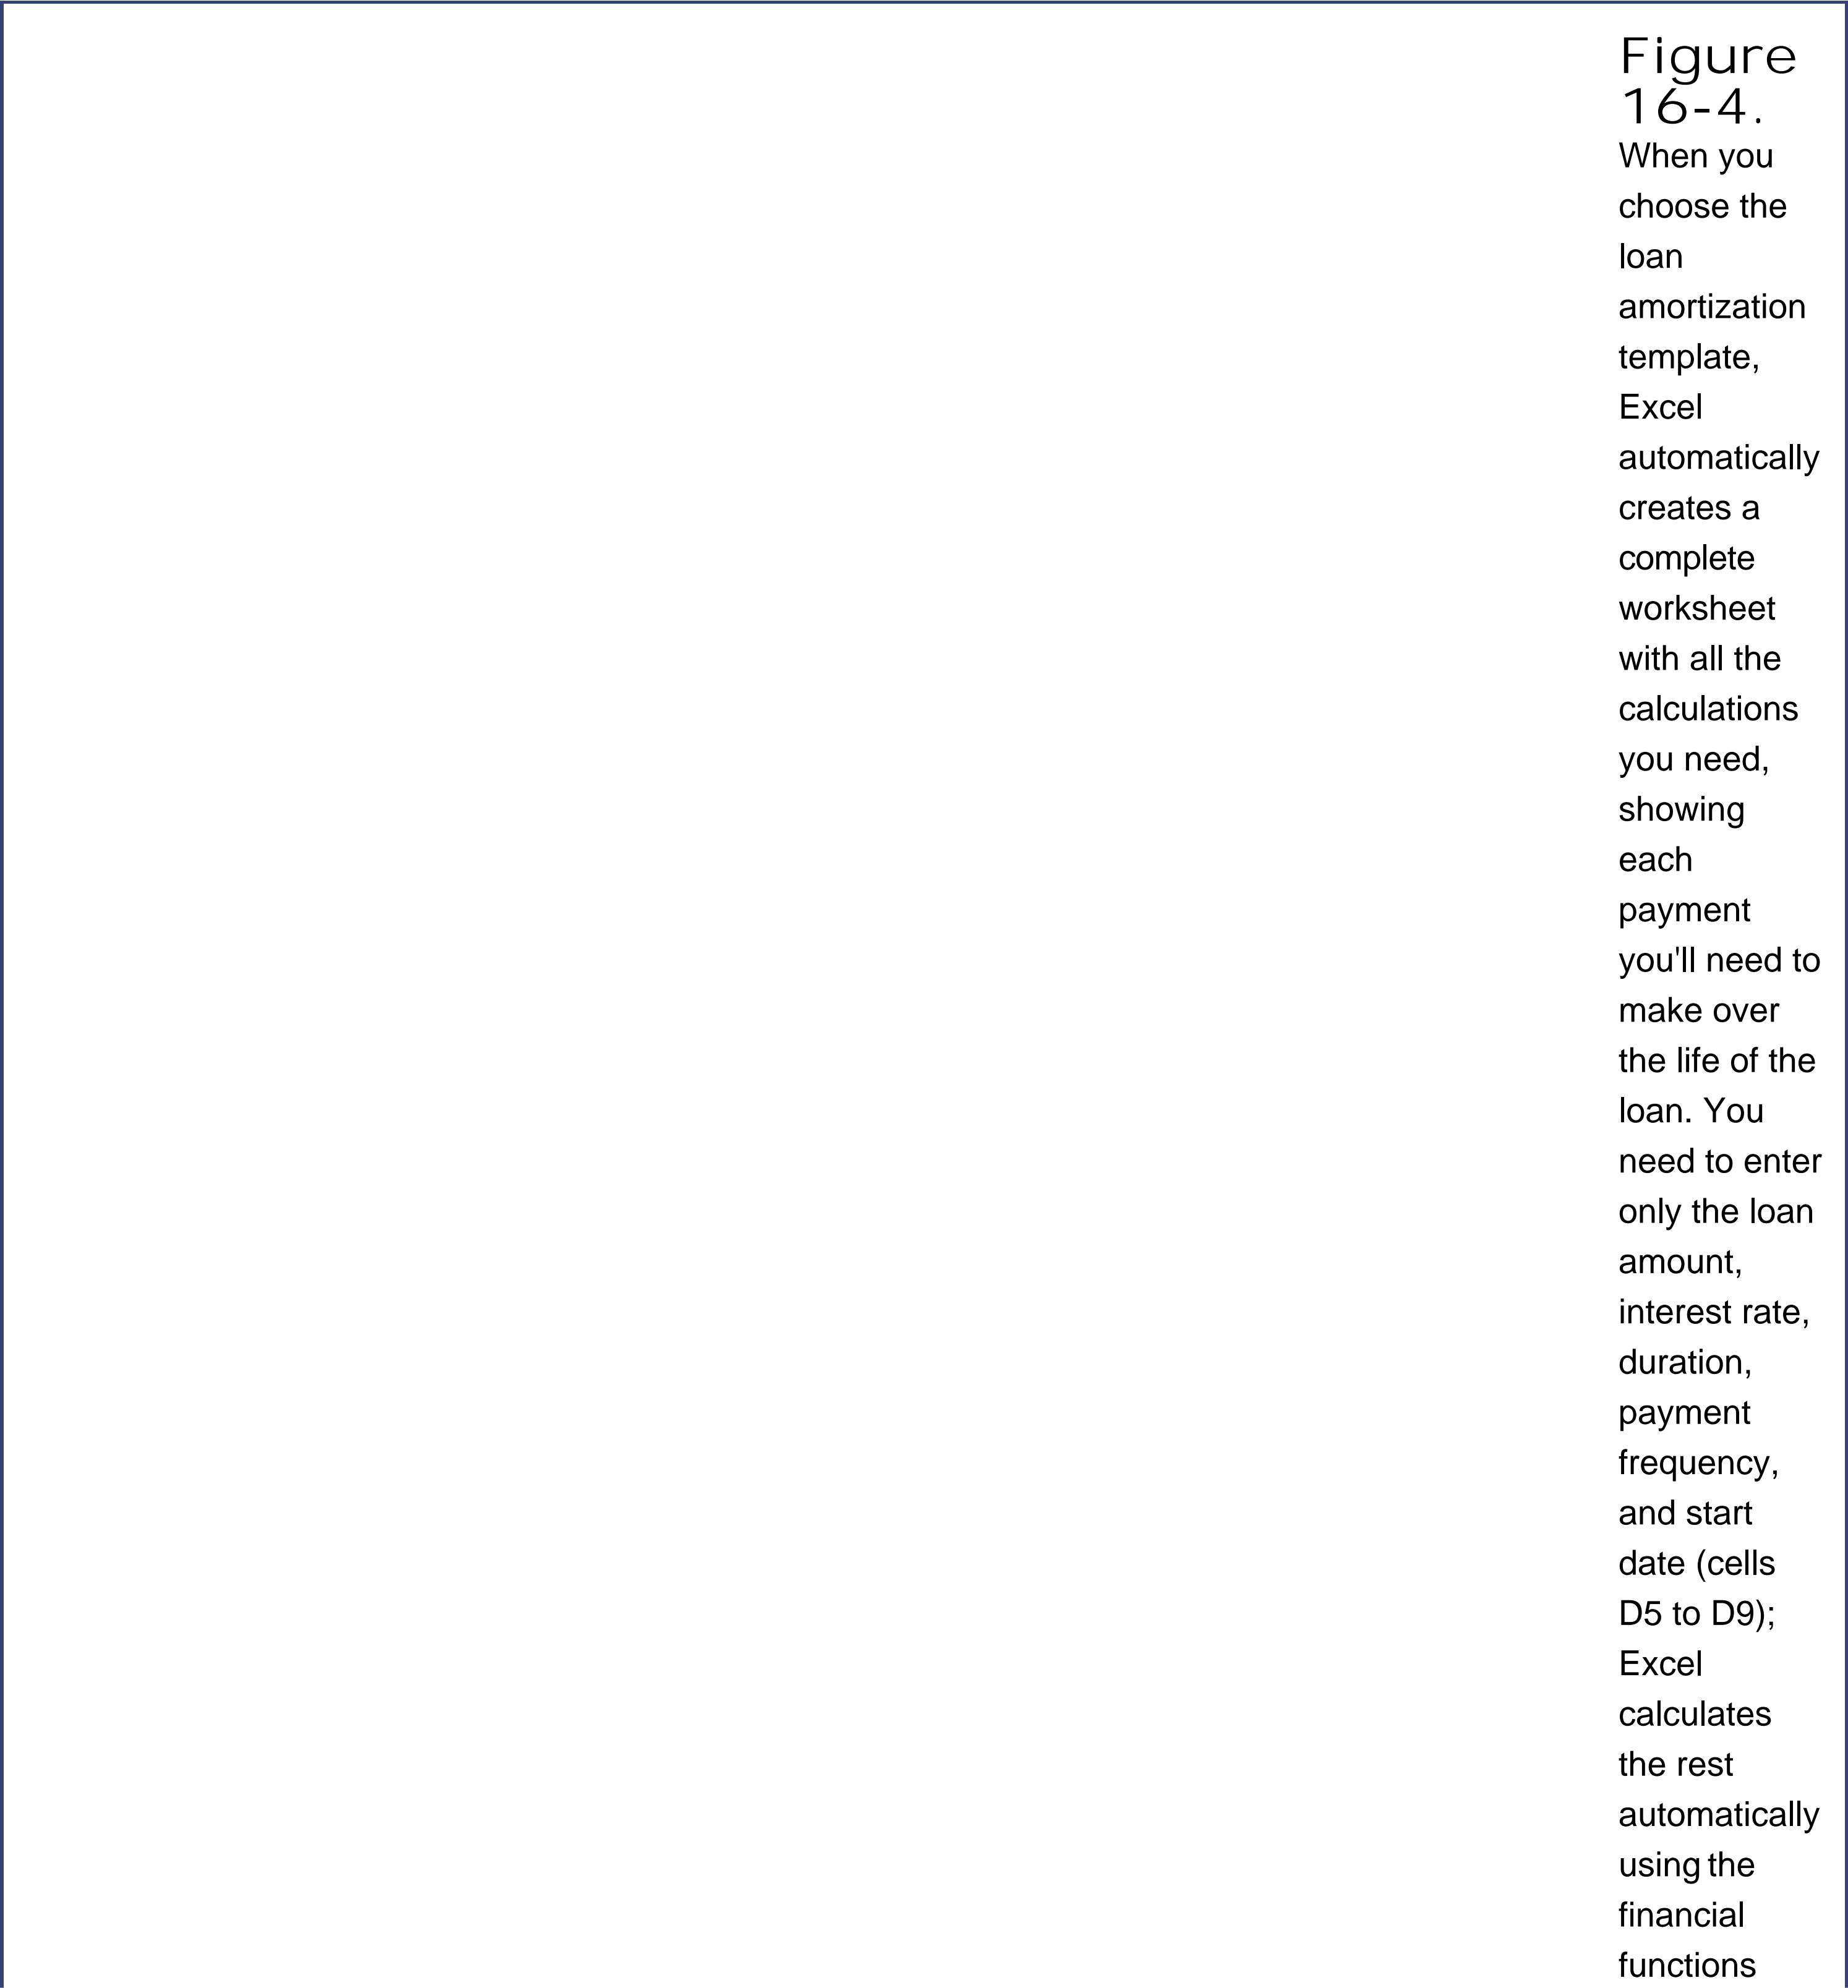 Figure
16-4.
When you
choose the
loan
amortization
template,
Excel
automatically
creates a
complete
worksheet
with all the
calculations
you need,
showing
each
payment
you'll need to
make over
the life of the
loan. You
need to enter
only the loan
amount,
interest rate,
duration,
payment
frequency,
and start
date (cells
D5 to D9);
Excel
calculates
the rest
automatically
using the
financial
functions